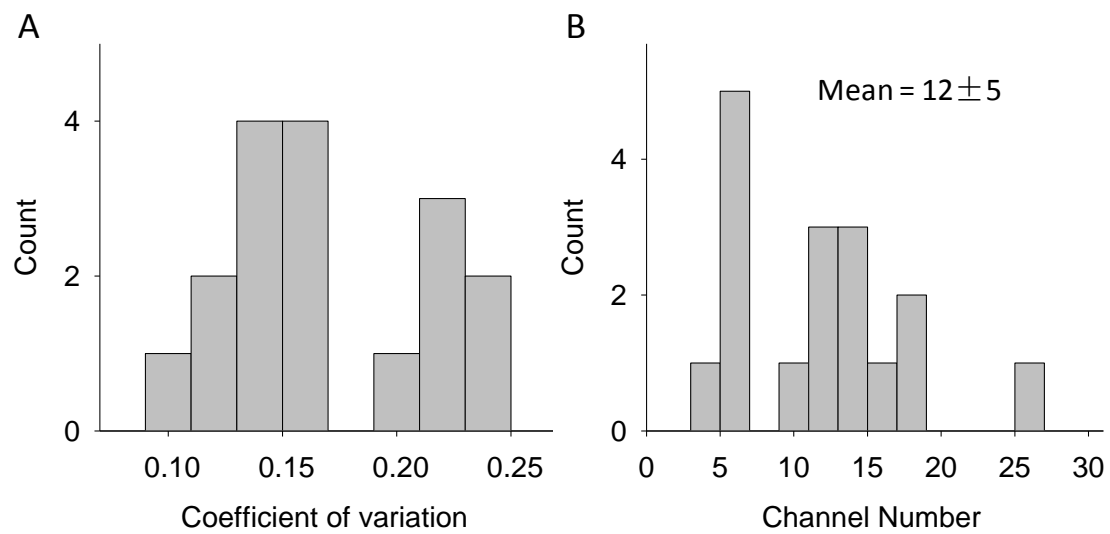 A
Count
4
2
0
0.10 0.15 0.20 0.25
Coefficient of variation
B
Mean = 12±5
Count
4
2
0
0 5 10 15 20 25 30
Channel Number